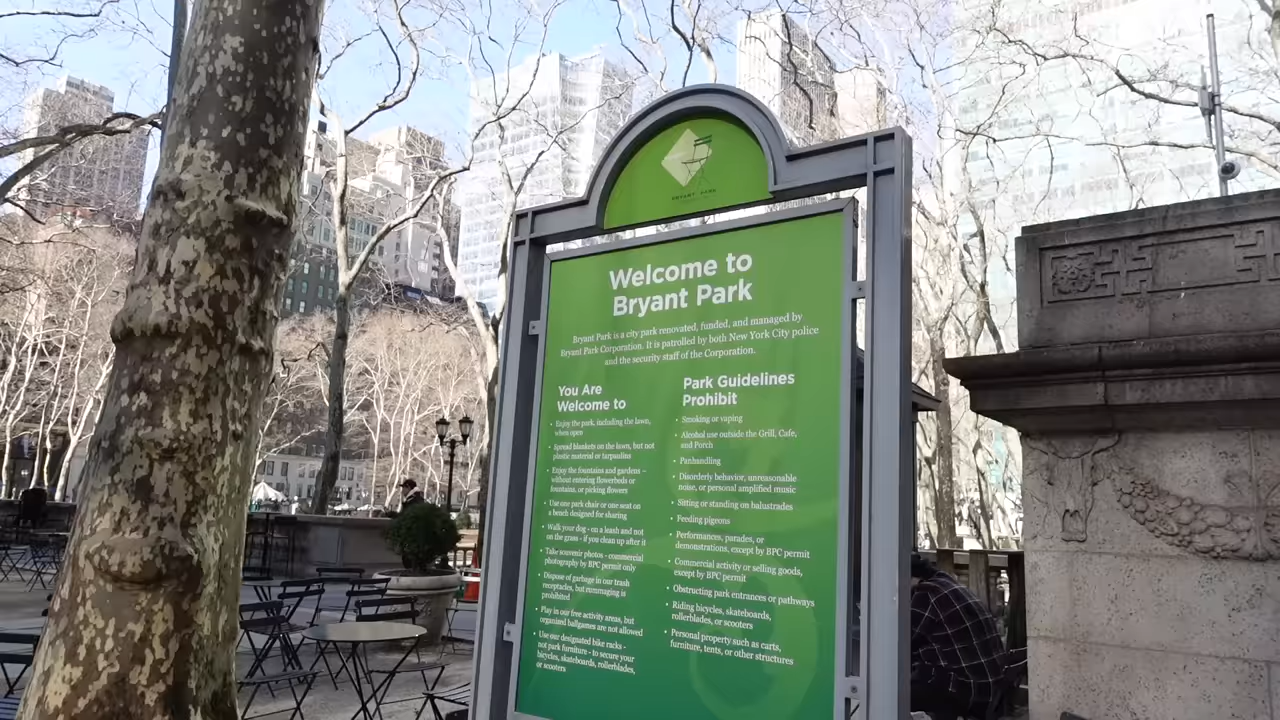 BRYANT PARK
Welcome to
Bryant Park
Bryant Park is a city park renovated, funded, and managed by
Bryant Park Corporation. It is patrolled by both New York City police
and the security staff of the Corporation.
You Are
Welcome to
• Enjoy the park, including the lawn,
when open
• Spread blankets on the lawn, but not
plastic material or tarpaulins
• Enjoy the fountains and gardens –
without entering flowerbeds or
fountains, or picking flowers
• Use one park chair or one seat on
a bench designed for sharing
• Walk your dog - on a leash and not
on the grass - if you clean up after it
• Take souvenir photos - commercial
photography by BPC permit only
• Dispose of garbage in our trash
receptacles, but rummaging is
prohibited
• Play in our free activity areas, but
organized ballgames are not allowed
• Use our designated bike racks -
not park furniture - to secure your
bicycles, skateboards, rollerblades,
or scooters
Park Guidelines
Prohibit
• Smoking or vaping
• Alcohol use outside the Grill, Cafe,
and Porch
• Panhandling
• Disorderly behavior, unreasonable
noise, or personal amplified music
• Sitting or standing on balustrades
• Feeding pigeons
• Performances, parades, or
demonstrations, except by BPC permit
• Commercial activity or selling goods,
except by BPC permit
• Obstructing park entrances or pathways
• Riding bicycles, skateboards,
rollerblades, or scooters
• Personal property such as carts,
furniture, tents, or other structures